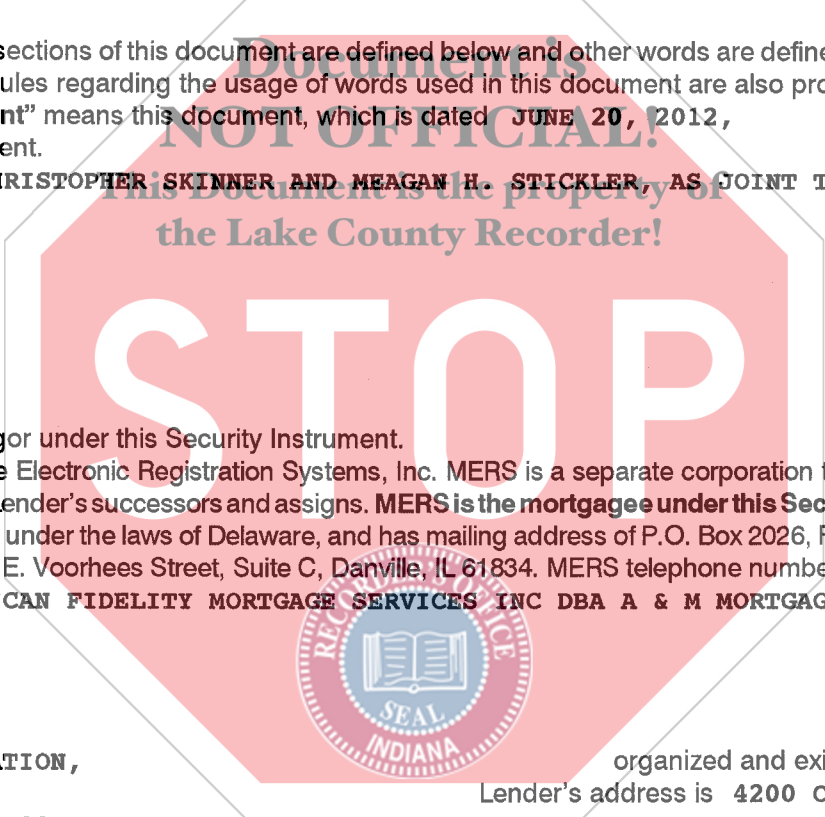 sections of this document are defined below and other words are define
Document is
ules regarding the usage of words used in this document are also pro
nt” means this document, which is dated JUNE 20, 2012,
NOT OFFICIAL!
ent.
RISTOPHER SKINNER AND MEAGAN H. STICKLER, AS JOINT T
This Document is the property of
the Lake County Recorder!
STOP
gor under this Security Instrument.
e Electronic Registration Systems, Inc. MERS is a separate corporation
Lender's successors and assigns. MERS is the mortgagee under this Sec
under the laws of Delaware, and has mailing address of P.O. Box 2026, F
E. Voorhees Street, Suite C, Danville, IL 61834. MERS telephone numbe
CAN FIDELITY MORTGAGE SERVICES INC DBA A & M MORTGAG
RECORDER'S OFFICE
SEAL
INDIANA
ATION,
organized and exi
Lender's address is 4200 C